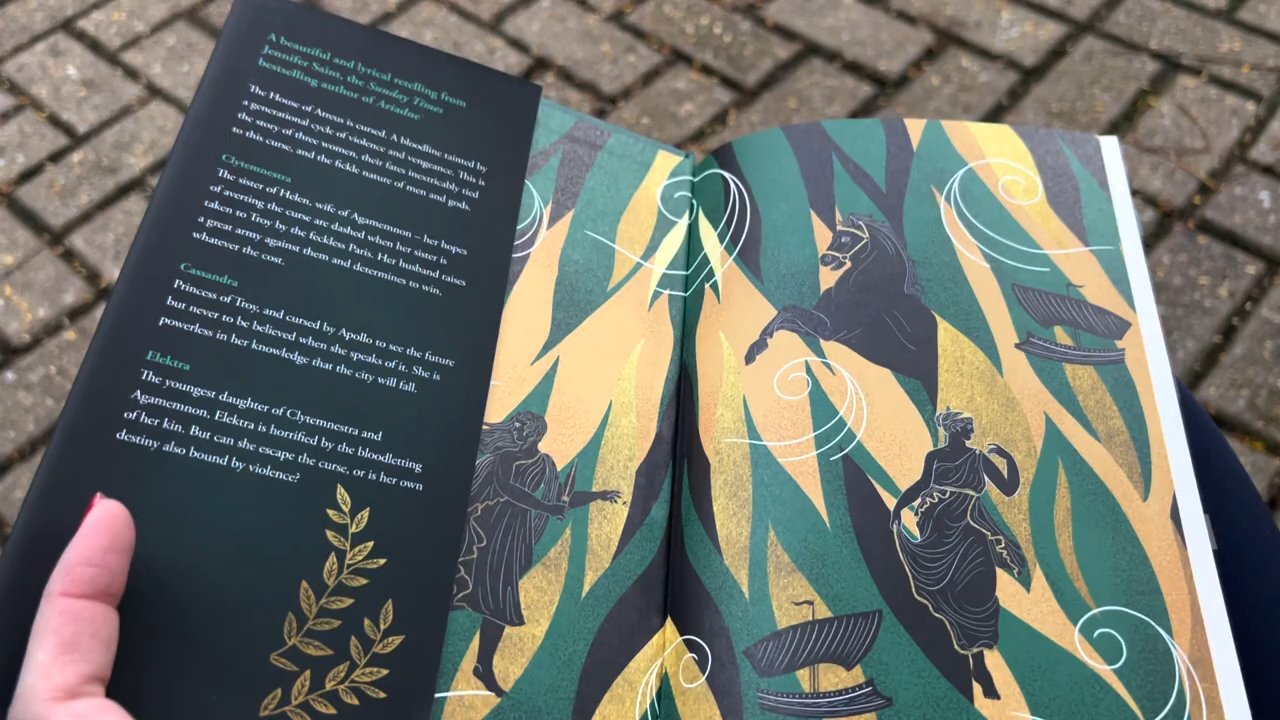 A beautiful and lyrical retelling from
Jennifer Saint, the Sunday Times
bestselling author of Ariadne
The House of Atreus is cursed. A bloodline tainted by
a generational cycle of violence and vengeance. This is
the story of three women, their fates inextricably tied
to this curse, and the fickle nature of men and gods.
Clytemnestra
The sister of Helen, wife of Agamemnon – her hopes
of averting the curse are dashed when her sister is
taken to Troy by the feckless Paris. Her husband raises
a great army against them and determines to win,
whatever the cost.
Cassandra
Princess of Troy, and cursed by Apollo to see the future
but never to be believed when she speaks of it. She is
powerless in her knowledge that the city will fall.
Elektra
The youngest daughter of Clytemnestra and
Agamemnon, Elektra is horrified by the bloodletting
of her kin. But can she escape the curse, or is her own
destiny also bound by violence?